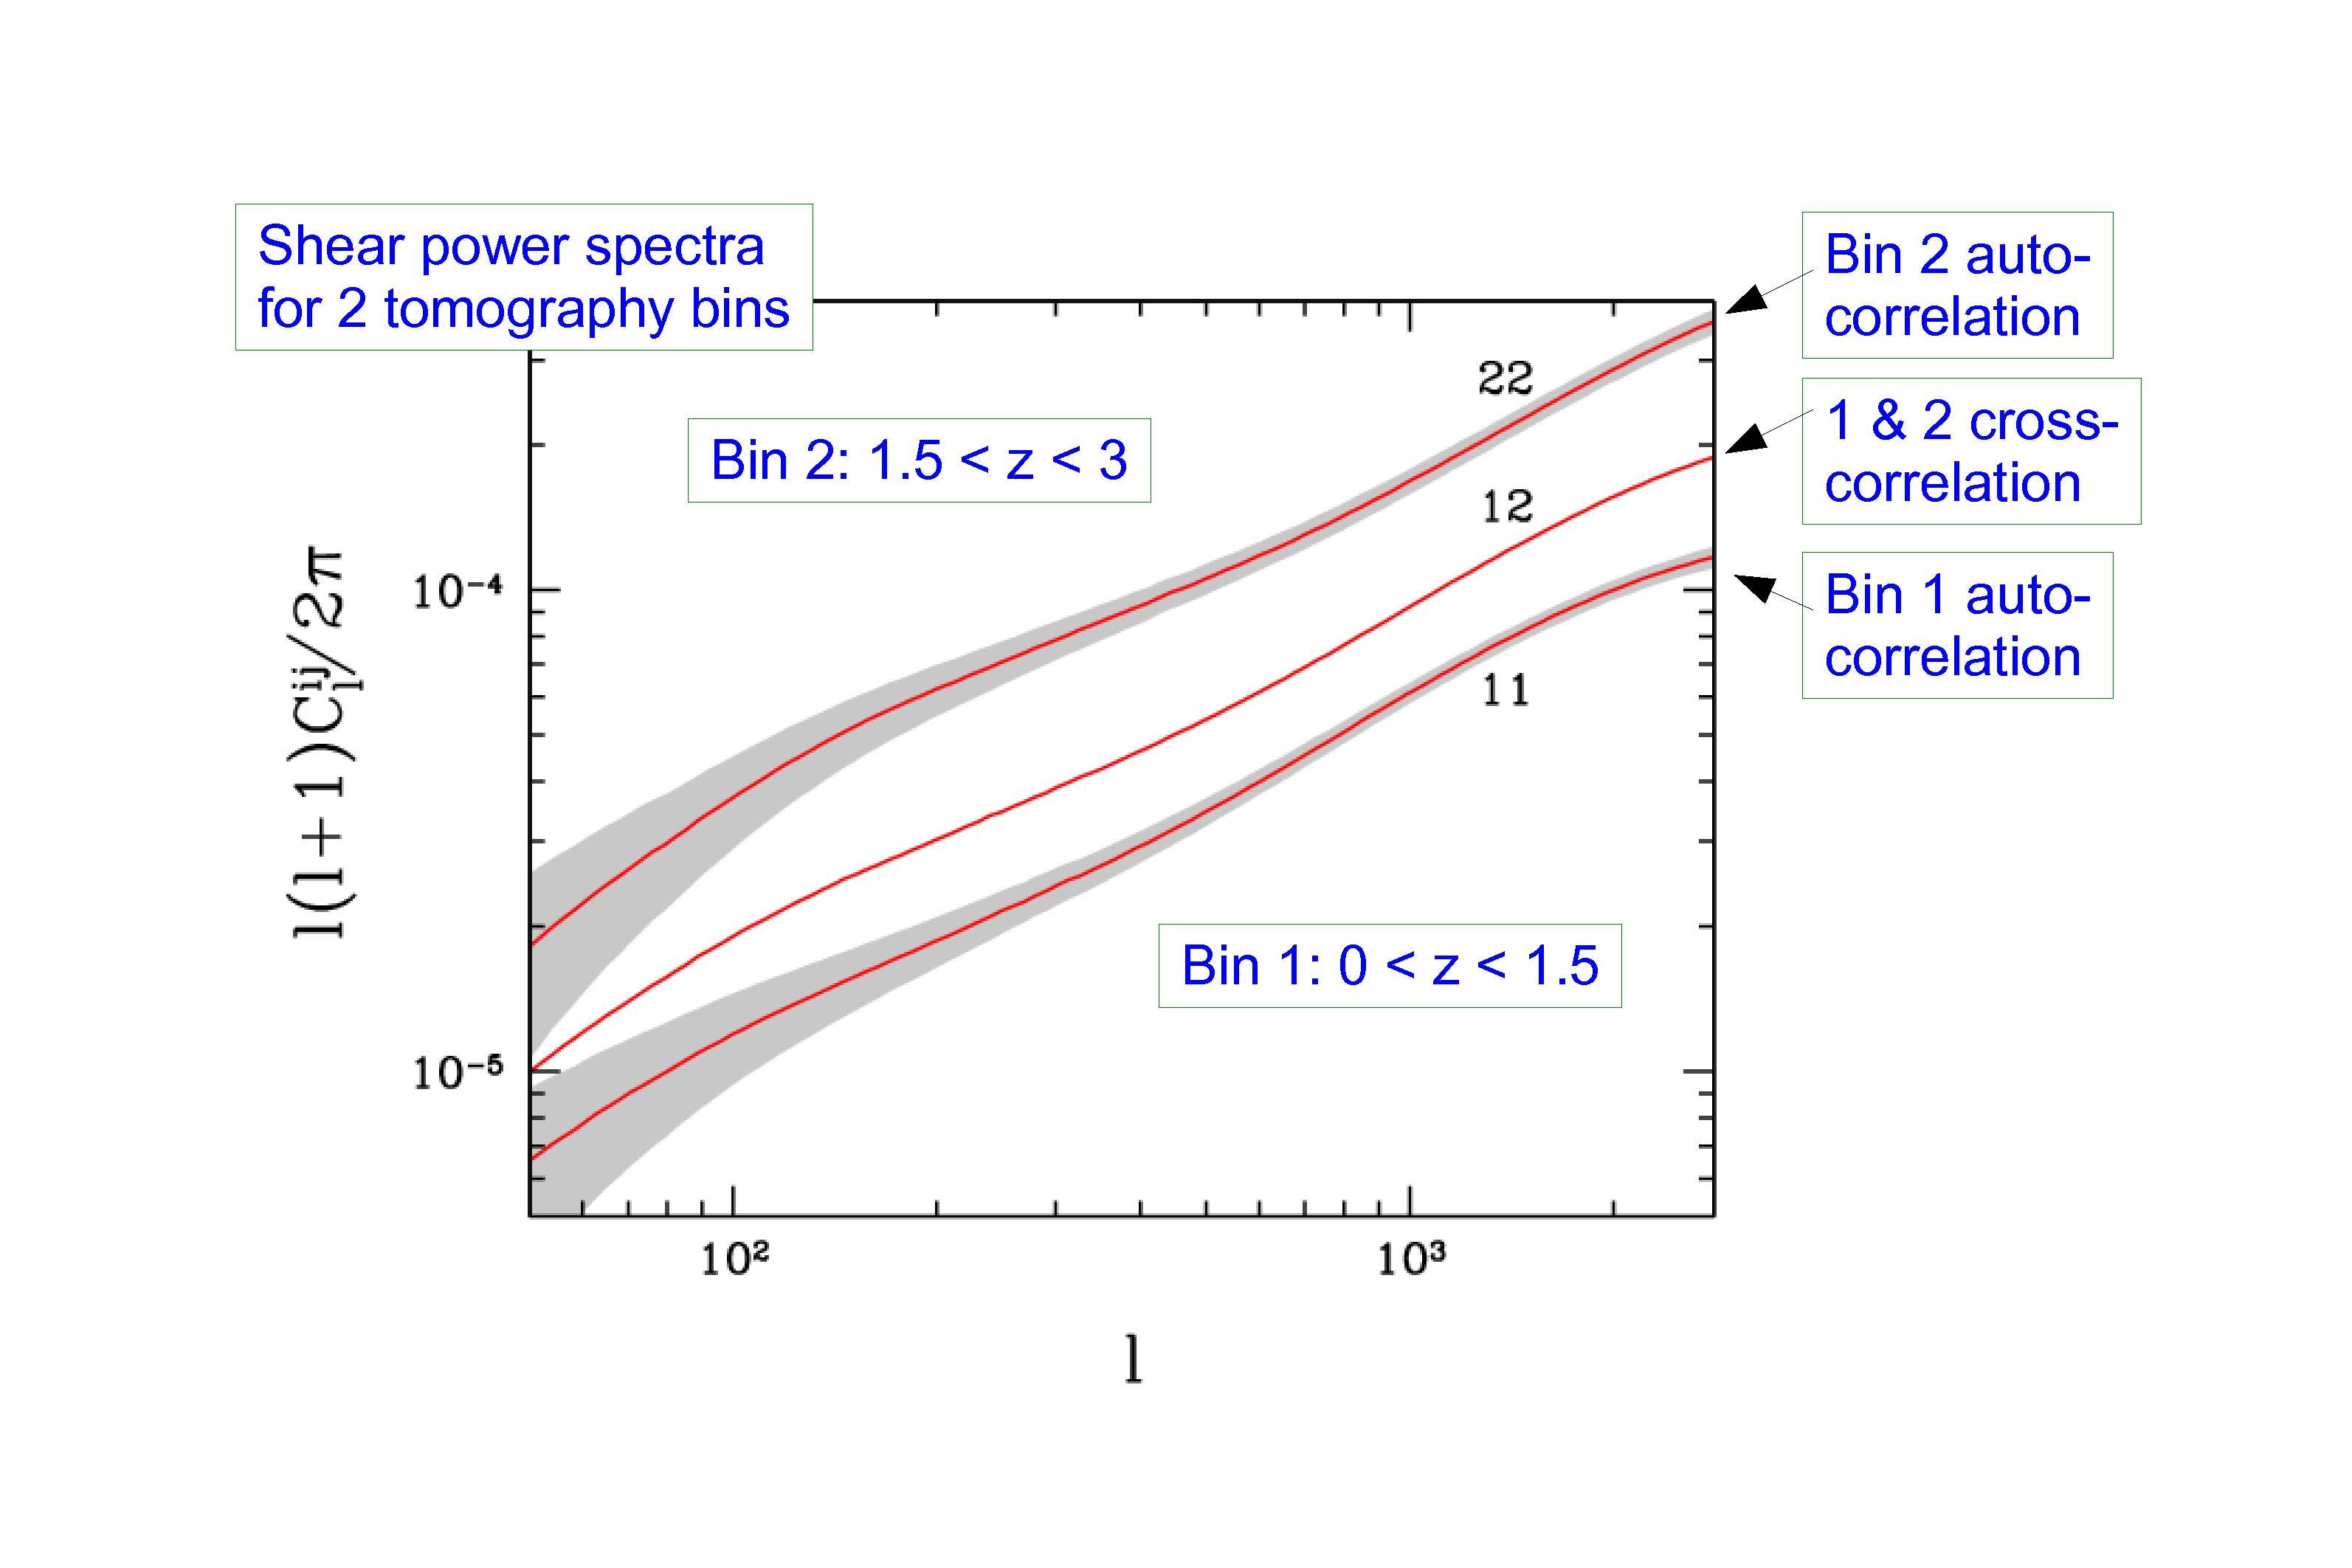 Shear power spectra
for 2 tomography bins
Bin 2 auto-
correlation
22
1 & 2 cross-
correlation
Bin 2: 1.5 < z < 3
12
Bin 1 auto-
correlation
11
Bin 1: 0 < z < 1.5
l(l+1)C_l^{ij}/2π
10⁻⁴
10⁻⁵
10² 10³
l